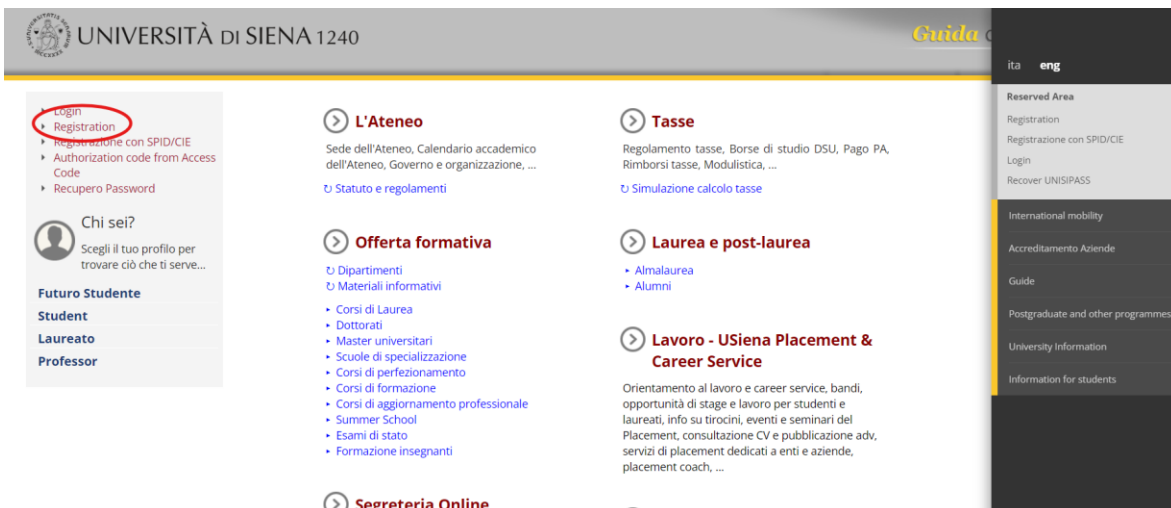 UNIVERSITÀ DI SIENA 1240
Guida
ita eng
Login
Registration
Registrazione con SPID/CIE
Authorization code from Access
Code
Recupero Password
Chi sei?
Scegli il tuo profilo per
trovare ciò che ti serve...
Futuro Studente
Student
Laureato
Professor
L'Ateneo
Sede dell'Ateneo, Calendario accademico
dell'Ateneo, Governo e organizzazione, ...
Statuto e regolamenti
Offerta formativa
Dipartimenti
Materiali informativi
Corsi di Laurea
Dottorati
Master universitari
Scuole di specializzazione
Corsi di perfezionamento
Corsi di formazione
Corsi di aggiornamento professionale
Summer School
Esami di stato
Formazione insegnanti
Segreteria Online
Tasse
Regolamento tasse, Borse di studio DSU, Pago PA,
Rimborsi tasse, Modulistica, ...
Simulazione calcolo tasse
Laurea e post-laurea
Almalaurea
Alumni
Lavoro - USiena Placement &
Career Service
Orientamento al lavoro e career service, bandi,
opportunità di stage e lavoro per studenti e
laureati, info su tirocini, eventi e seminari del
Placement, consultazione CV e pubblicazione adv,
servizi di placement dedicati a enti e aziende,
placement coach, ...
Reserved Area
Registration
Registrazione con SPID/CIE
Login
Recover UNISIPASS
International mobility
Accreditamento Aziende
Guide
Postgraduate and other programmes
University Information
Information for students